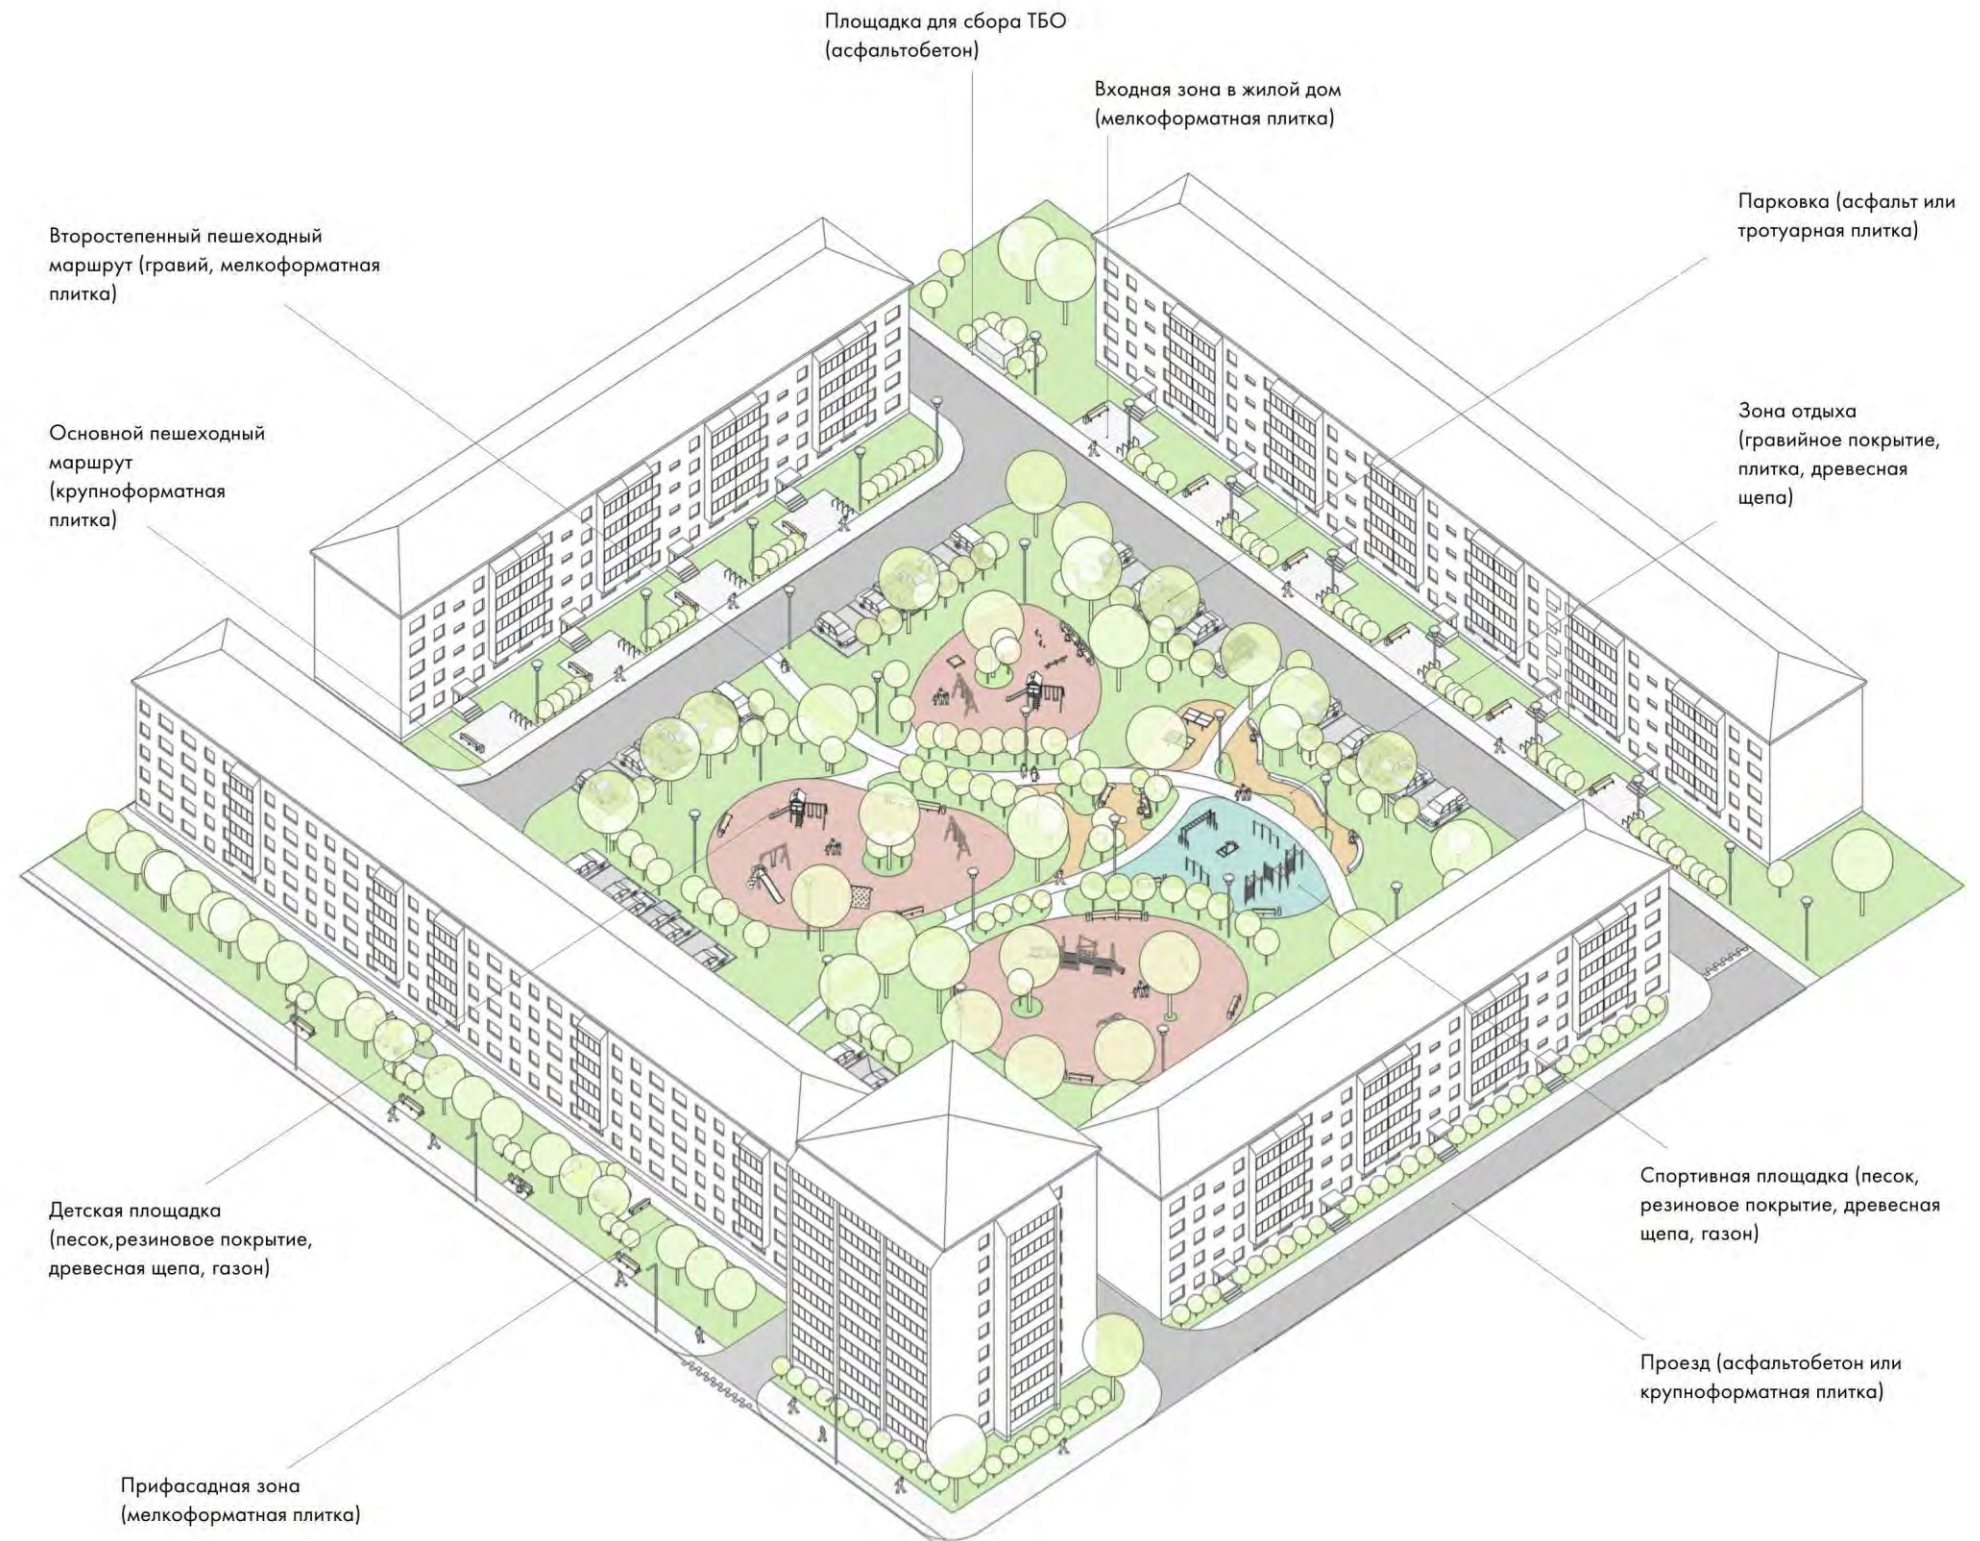 Площадка для сбора ТБО
(асфальтобетон)
Входная зона в жилой дом
(мелкоформатная плитка)
Парковка (асфальт или
тротуарная плитка)
Второстепенный пешеходный
маршрут (гравий, мелкоформатная
плитка)
Зона отдыха
(гравийное покрытие,
плитка, древесная
щепа)
Основной пешеходный
маршрут
(крупноформатная
плитка)
Детская площадка
(песок,резиновое покрытие,
древесная щепа, газон)
Спортивная площадка (песок,
резиновое покрытие, древесная
щепа, газон)
Проезд (асфальтобетон или
крупноформатная плитка)
Прифасадная зона
(мелкоформатная плитка)